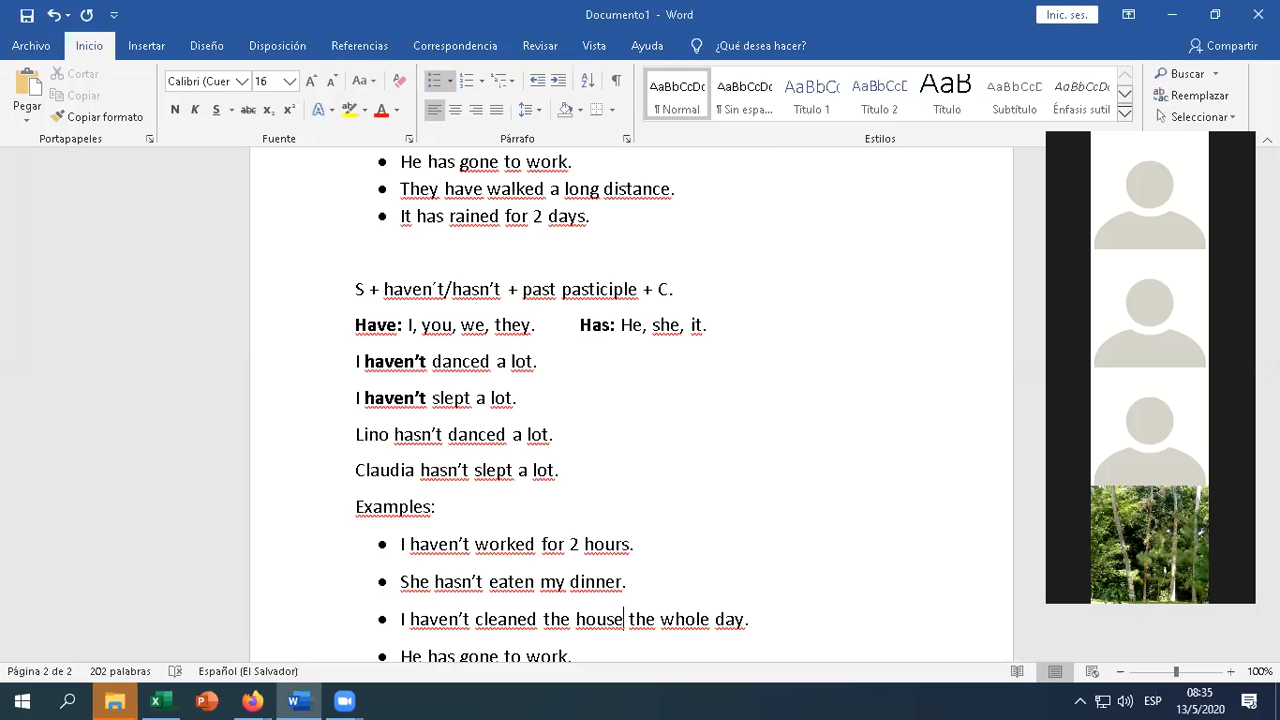 Documento1 - Word
Inic. ses.
Archivo Inicio Insertar Diseño Disposición Referencias Correspondencia Revisar Vista Ayuda ¿Qué desea hacer? Compartir
Pegar
Cortar
Copiar
Copiar formato
Portapapeles
Calibri (Cuer 16 Aa
N K S abc x₂ x² A A
Fuente
Párrafo
AaBbCcDc AaBbCcDc AaBbCc AaBbCcD AaB AaBbCcD AaBbCcDc
¶ Normal ¶ Sin espa... Título 1 Título 2 Título Subtítulo Énfasis sutil
Estilos
Buscar
Reemplazar
Seleccionar
He has gone to work.
They have walked a long distance.
It has rained for 2 days.
S + haven´t/hasn’t + past pasticiple + C.
Have: I, you, we, they. Has: He, she, it.
I haven’t danced a lot.
I haven’t slept a lot.
Lino hasn’t danced a lot.
Claudia hasn’t slept a lot.
Examples:
I haven’t worked for 2 hours.
She hasn’t eaten my dinner.
I haven’t cleaned the house the whole day.
He has gone to work.
Página 2 de 2 202 palabras Español (El Salvador) 100%
ESP
08:35
13/5/2020